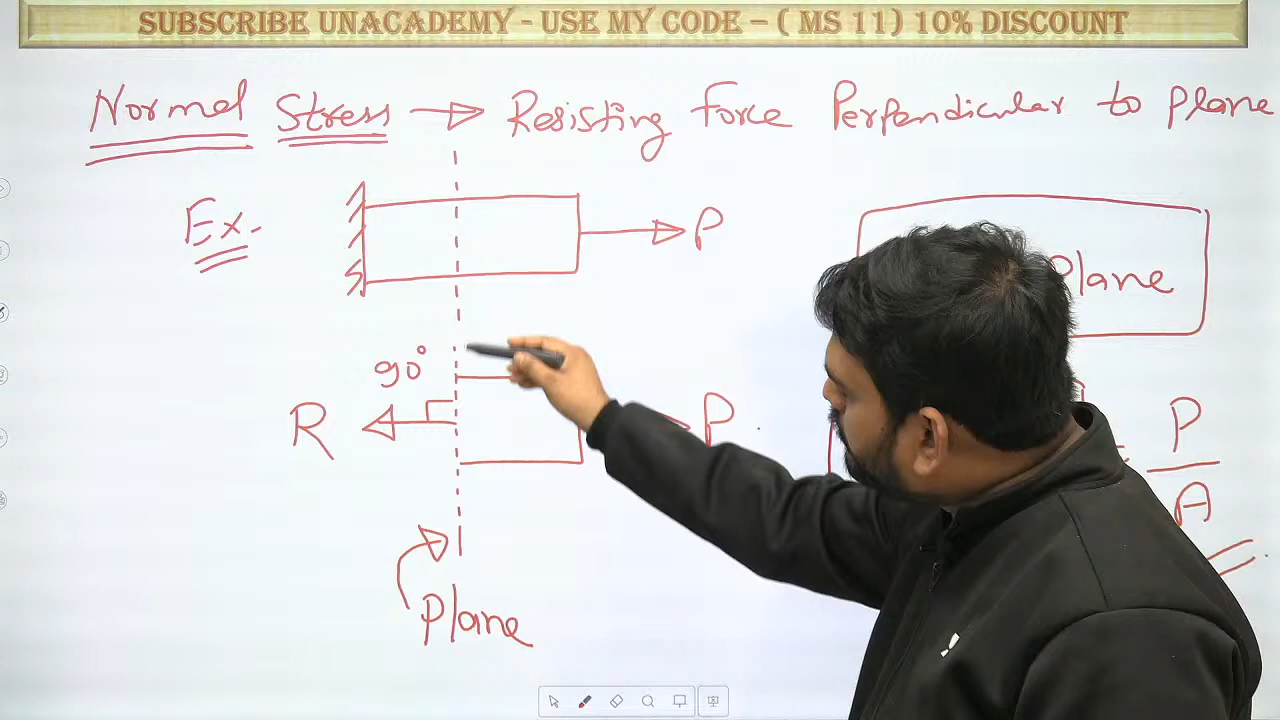 SUBSCRIBE UNACADEMY - USE MY CODE – ( MS 11) 10% DISCOUNT
Normal Stress → Resisting force Perpendicular to plane
Ex.
P
Plane
90°
R
P
P
A
Plane